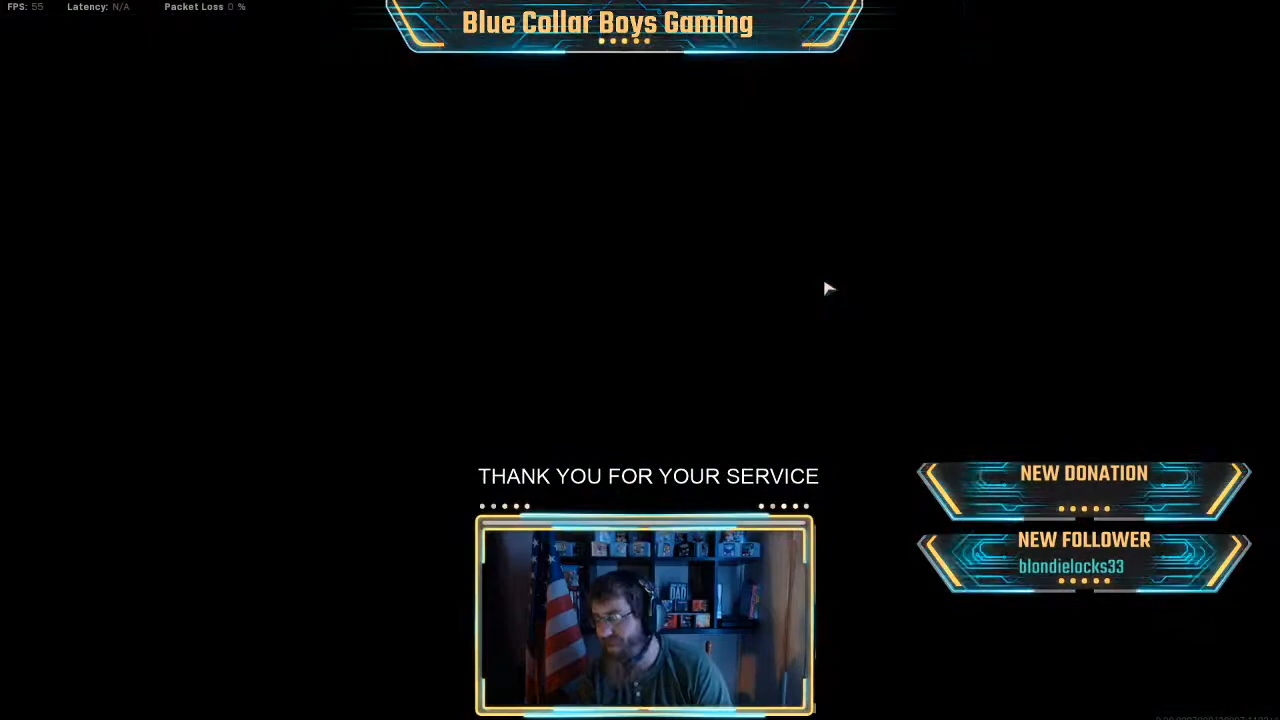 FPS: 55 Latency: N/A Packet Loss 0 %
Blue Collar Boys Gaming
THANK YOU FOR YOUR SERVICE
NEW DONATION
NEW FOLLOWER
blondielocks33
DAD